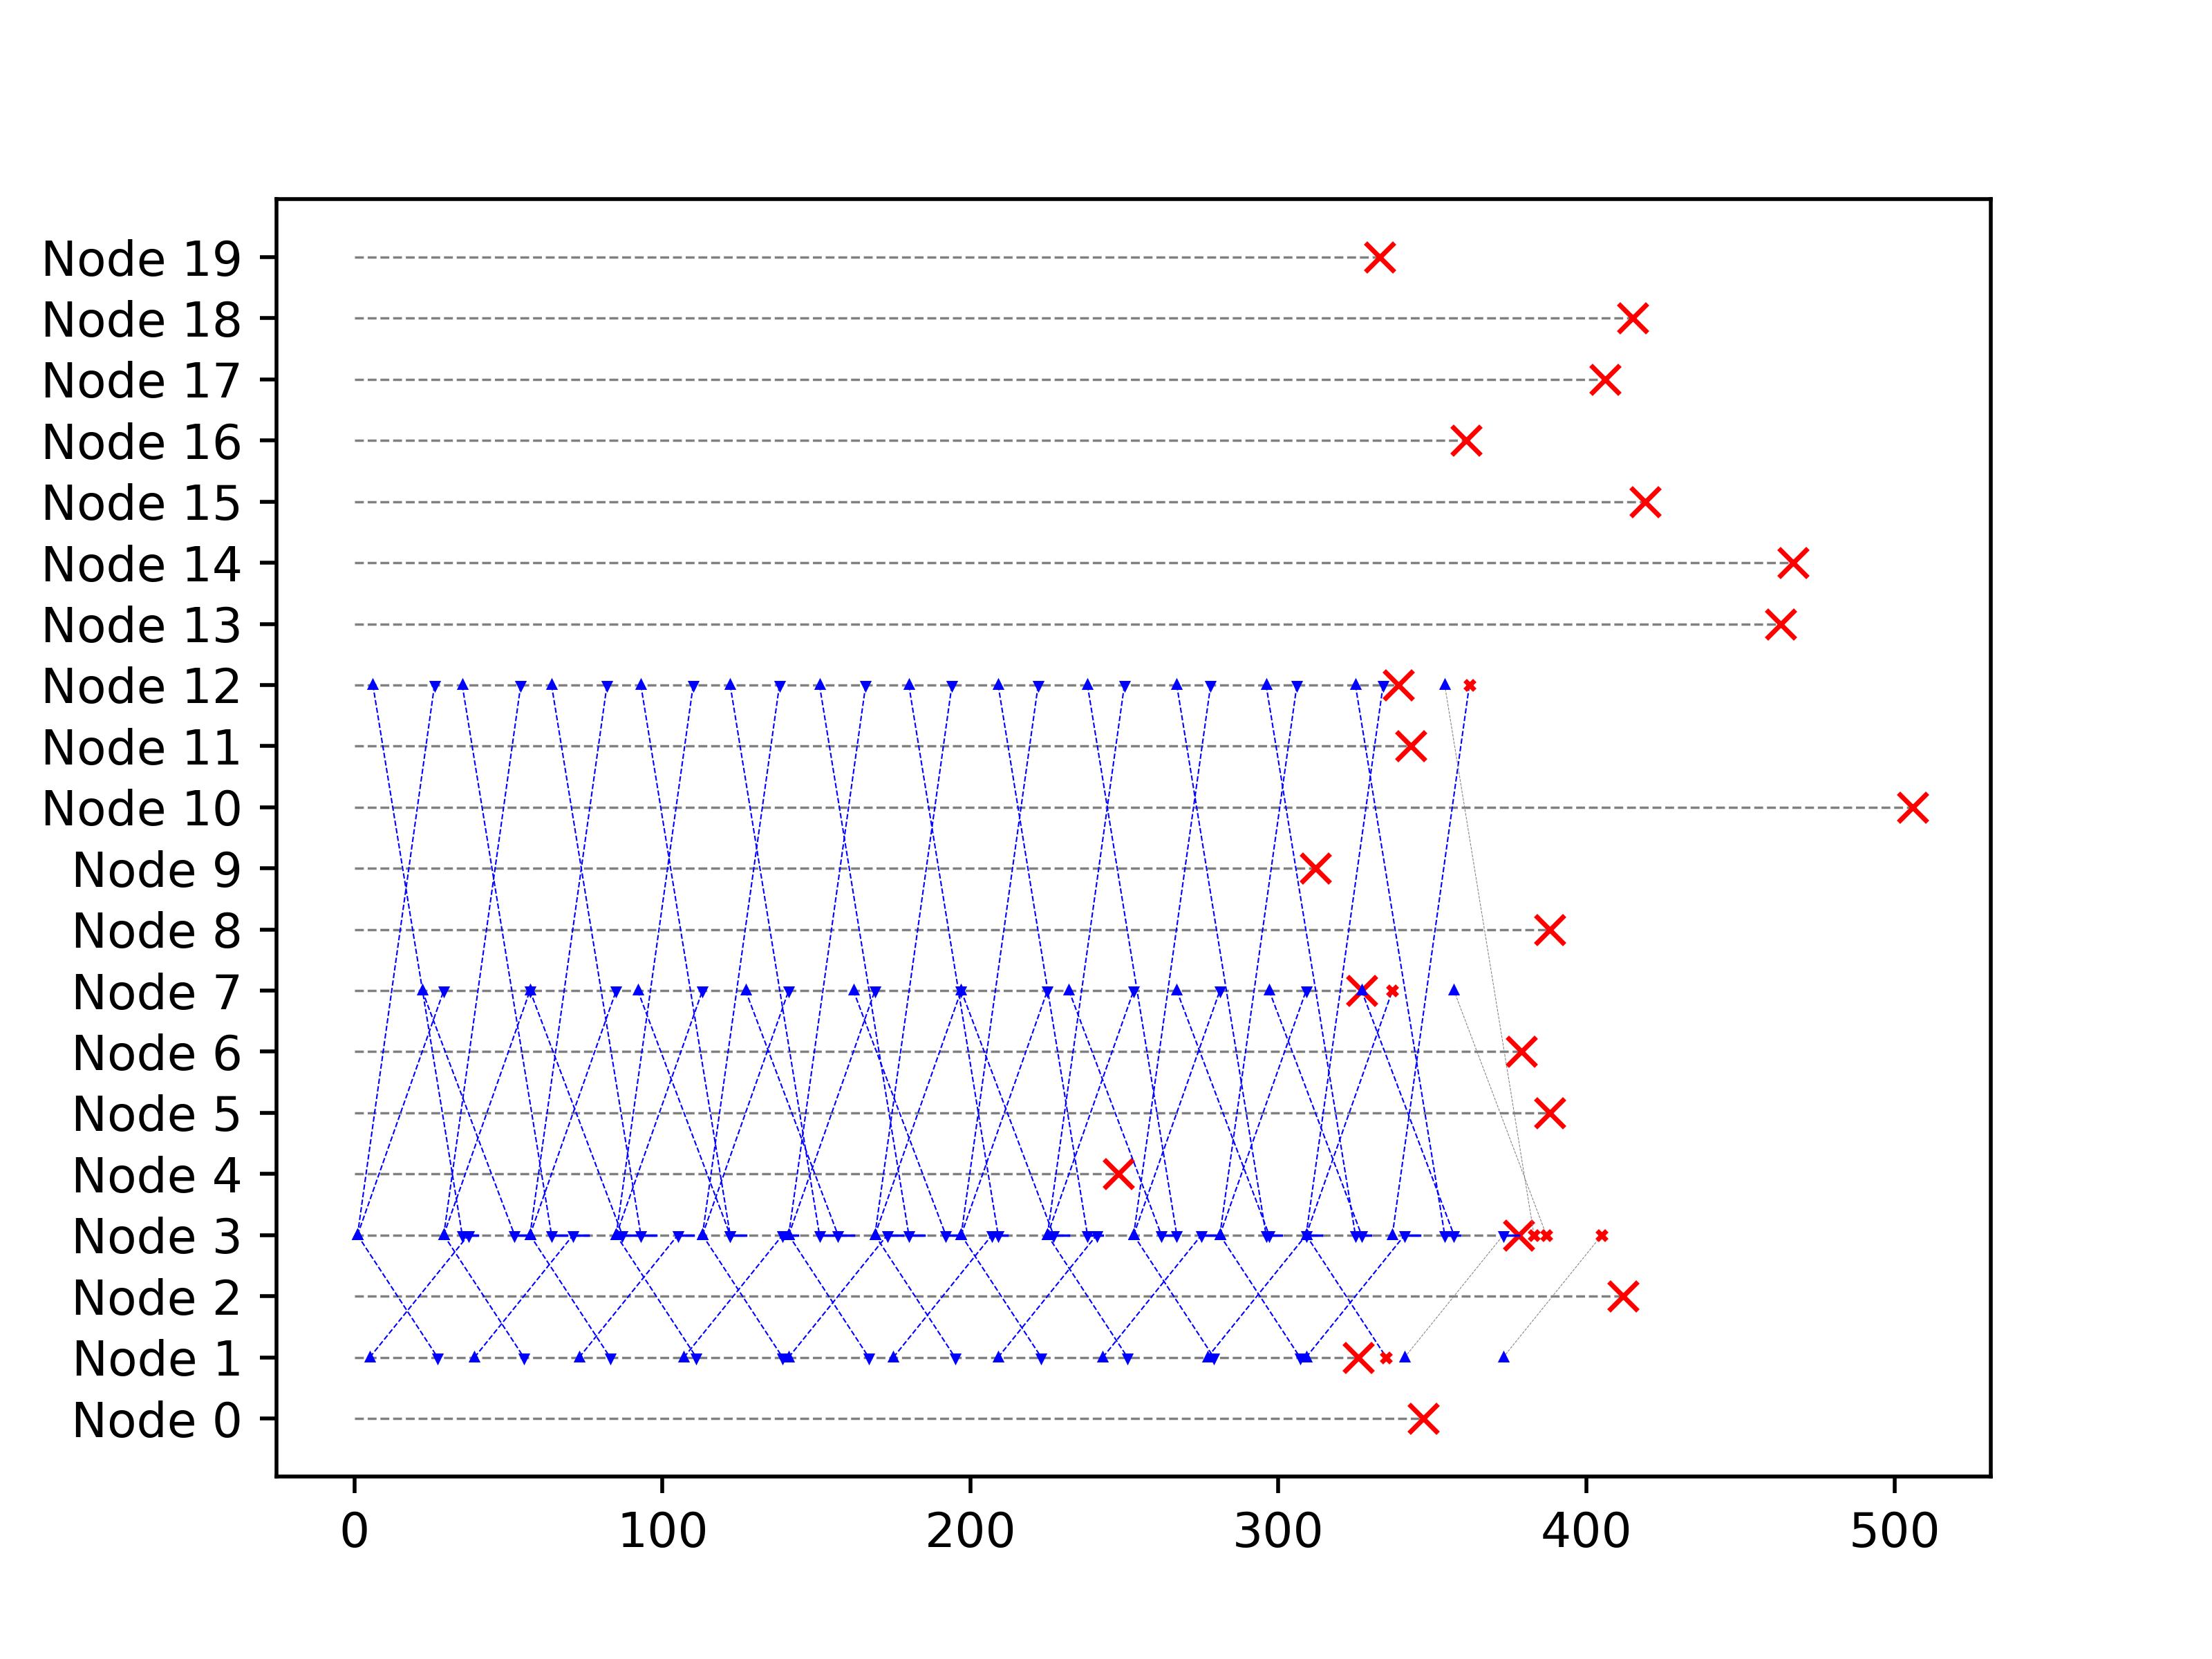 Node 19
Node 18
Node 17
Node 16
Node 15
Node 14
Node 13
Node 12
Node 11
Node 10
Node 9
Node 8
Node 7
Node 6
Node 5
Node 4
Node 3
Node 2
Node 1
Node 0
0 100 200 300 400 500